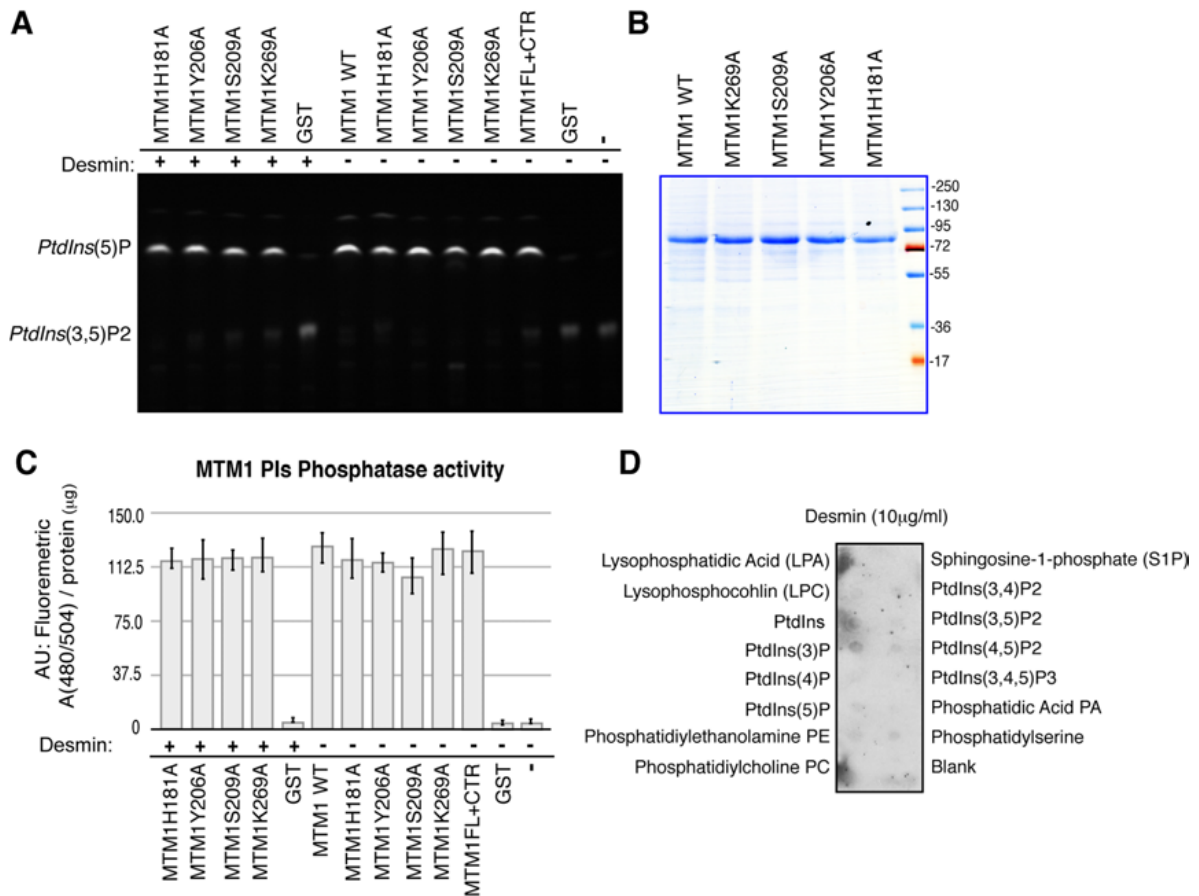 A
MTM1H181A
MTM1Y206A
MTM1S209A
MTM1K269A
GST
MTM1 WT
MTM1H181A
MTM1Y206A
MTM1S209A
MTM1K269A
MTM1FL+CTR
GST
-
Desmin: + + + + + - - - - - - - -
PtdIns(5)P
PtdIns(3,5)P2
B
MTM1 WT
MTM1K269A
MTM1S209A
MTM1Y206A
MTM1H181A
-250
-130
-95
-72
-55
-36
-17
C
MTM1 PIs Phosphatase activity
AU: Fluoremetric
A(480/504) / protein (µg)
150.0
112.5
75.0
37.5
0
Desmin: + + + + + - - - - - - - -
MTM1H181A
MTM1Y206A
MTM1S209A
MTM1K269A
GST
MTM1 WT
MTM1H181A
MTM1Y206A
MTM1S209A
MTM1K269A
MTM1FL+CTR
GST
-
D
Desmin (10µg/ml)
Lysophosphatidic Acid (LPA)
Lysophosphocohlin (LPC)
PtdIns
PtdIns(3)P
PtdIns(4)P
PtdIns(5)P
Phosphatidiylethanolamine PE
Phosphatidiylcholine PC
Sphingosine-1-phosphate (S1P)
PtdIns(3,4)P2
PtdIns(3,5)P2
PtdIns(4,5)P2
PtdIns(3,4,5)P3
Phosphatidic Acid PA
Phosphatidylserine
Blank